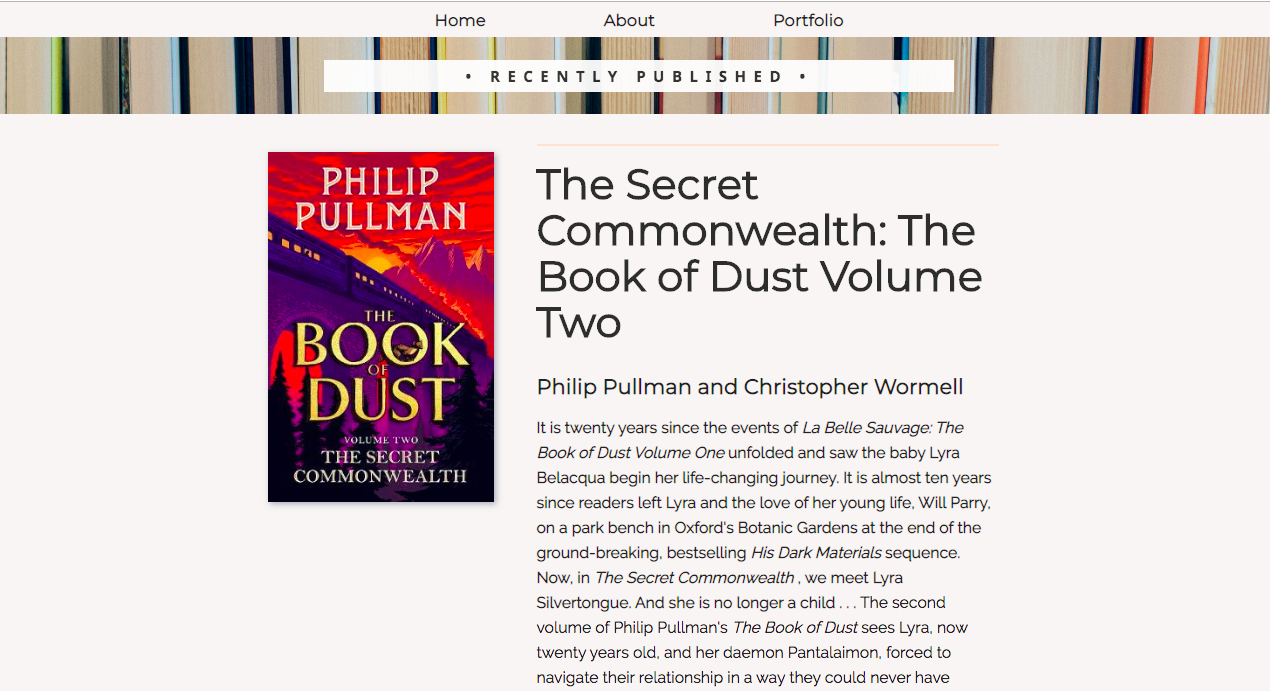 Home About Portfolio
• RECENTLY PUBLISHED •
PHILIP
PULLMAN
THE
BOOK
OF
DUST
VOLUME TWO
THE SECRET
COMMONWEALTH
The Secret
Commonwealth: The
Book of Dust Volume
Two
Philip Pullman and Christopher Wormell
It is twenty years since the events of La Belle Sauvage: The
Book of Dust Volume One unfolded and saw the baby Lyra
Belacqua begin her life-changing journey. It is almost ten years
since readers left Lyra and the love of her young life, Will Parry,
on a park bench in Oxford's Botanic Gardens at the end of the
ground-breaking, bestselling His Dark Materials sequence.
Now, in The Secret Commonwealth , we meet Lyra
Silvertongue. And she is no longer a child . . . The second
volume of Philip Pullman's The Book of Dust sees Lyra, now
twenty years old, and her daemon Pantalaimon, forced to
navigate their relationship in a way they could never have